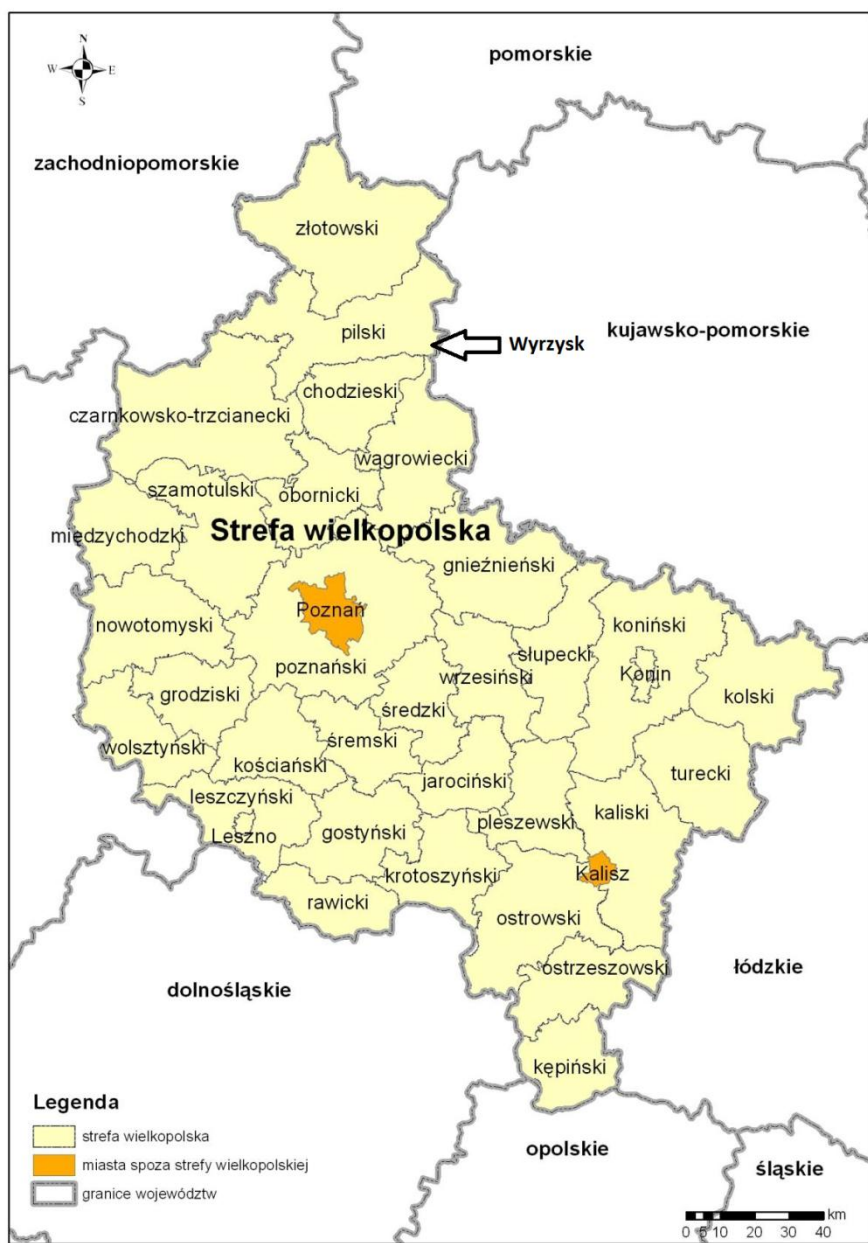 N
W E
S
pomorskie
zachodniopomorskie
złotowski
pilski
kujawsko-pomorskie
Wyrzysk
chodzieski
czarnkowsko-trzcianecki
wągrowiecki
szamotulski
obornicki
międzychodzki
Strefa wielkopolska
gnieźnieński
Poznań
nowotomyski
koniński
słupecki
poznański
wrzesiński
Konin
grodziski
kolski
średzki
wolsztyński
śremski
kościański
jarociński
turecki
leszczyński
kaliski
Leszno
gostyński
pleszewski
krotoszyński
Kalisz
rawicki
ostrowski
ostrzeszowski
łódzkie
dolnośląskie
kępiński
Legenda
strefa wielkopolska
miasta spoza strefy wielkopolskiej
granice województw
opolskie
śląskie
km
0 5 10 20 30 40